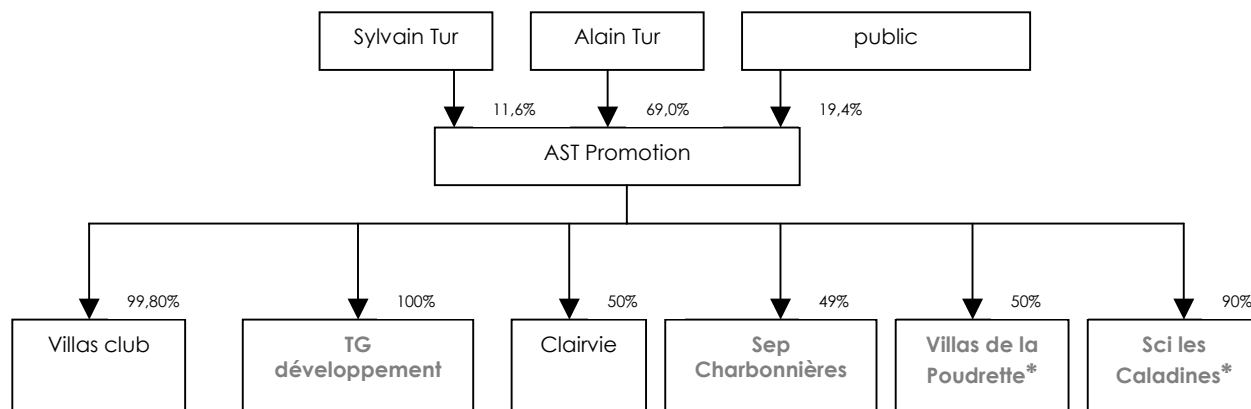 Sylvain Tur
Alain Tur
public
11,6%
69,0%
19,4%
AST Promotion
99,80%
100%
50%
49%
50%
90%
Villas club
TG
développement
Clairvie
Sep
Charbonnières
Villas de la
Poudrette*
Sci les
Caladines*